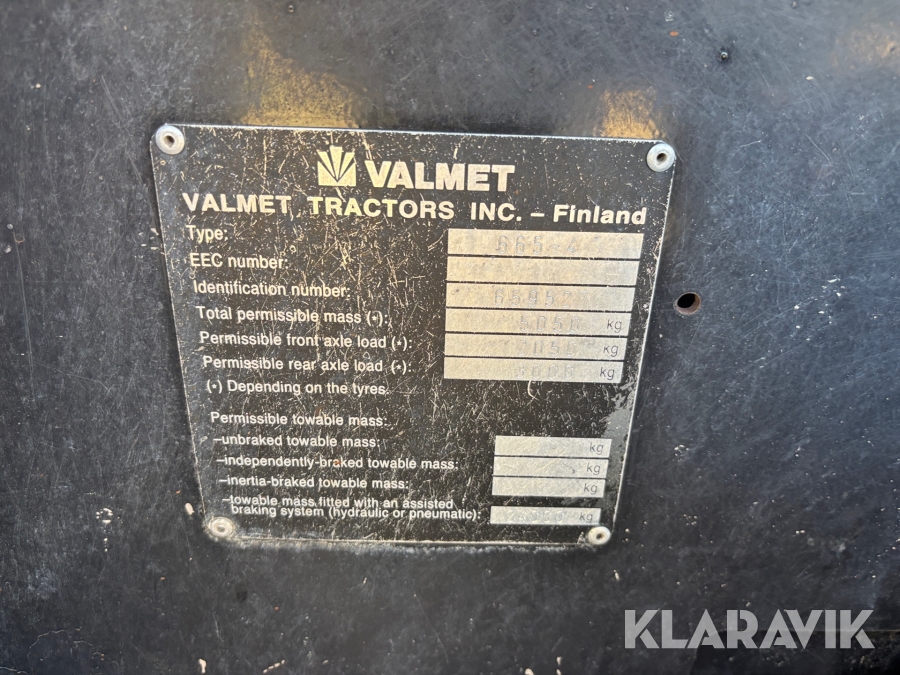 VALMET
VALMET TRACTORS INC. – Finland
Type: 665-4
EEC number:
Identification number:
Total permissible mass (•): kg
Permissible front axle load (•): kg
Permissible rear axle load (•): kg
(•) Depending on the tyres.
Permissible towable mass:
–unbraked towable mass: kg
–independently-braked towable mass: kg
–inertia-braked towable mass: kg
–towable mass fitted with an assisted
braking system (hydraulic or pneumatic): kg
KLARAVIK